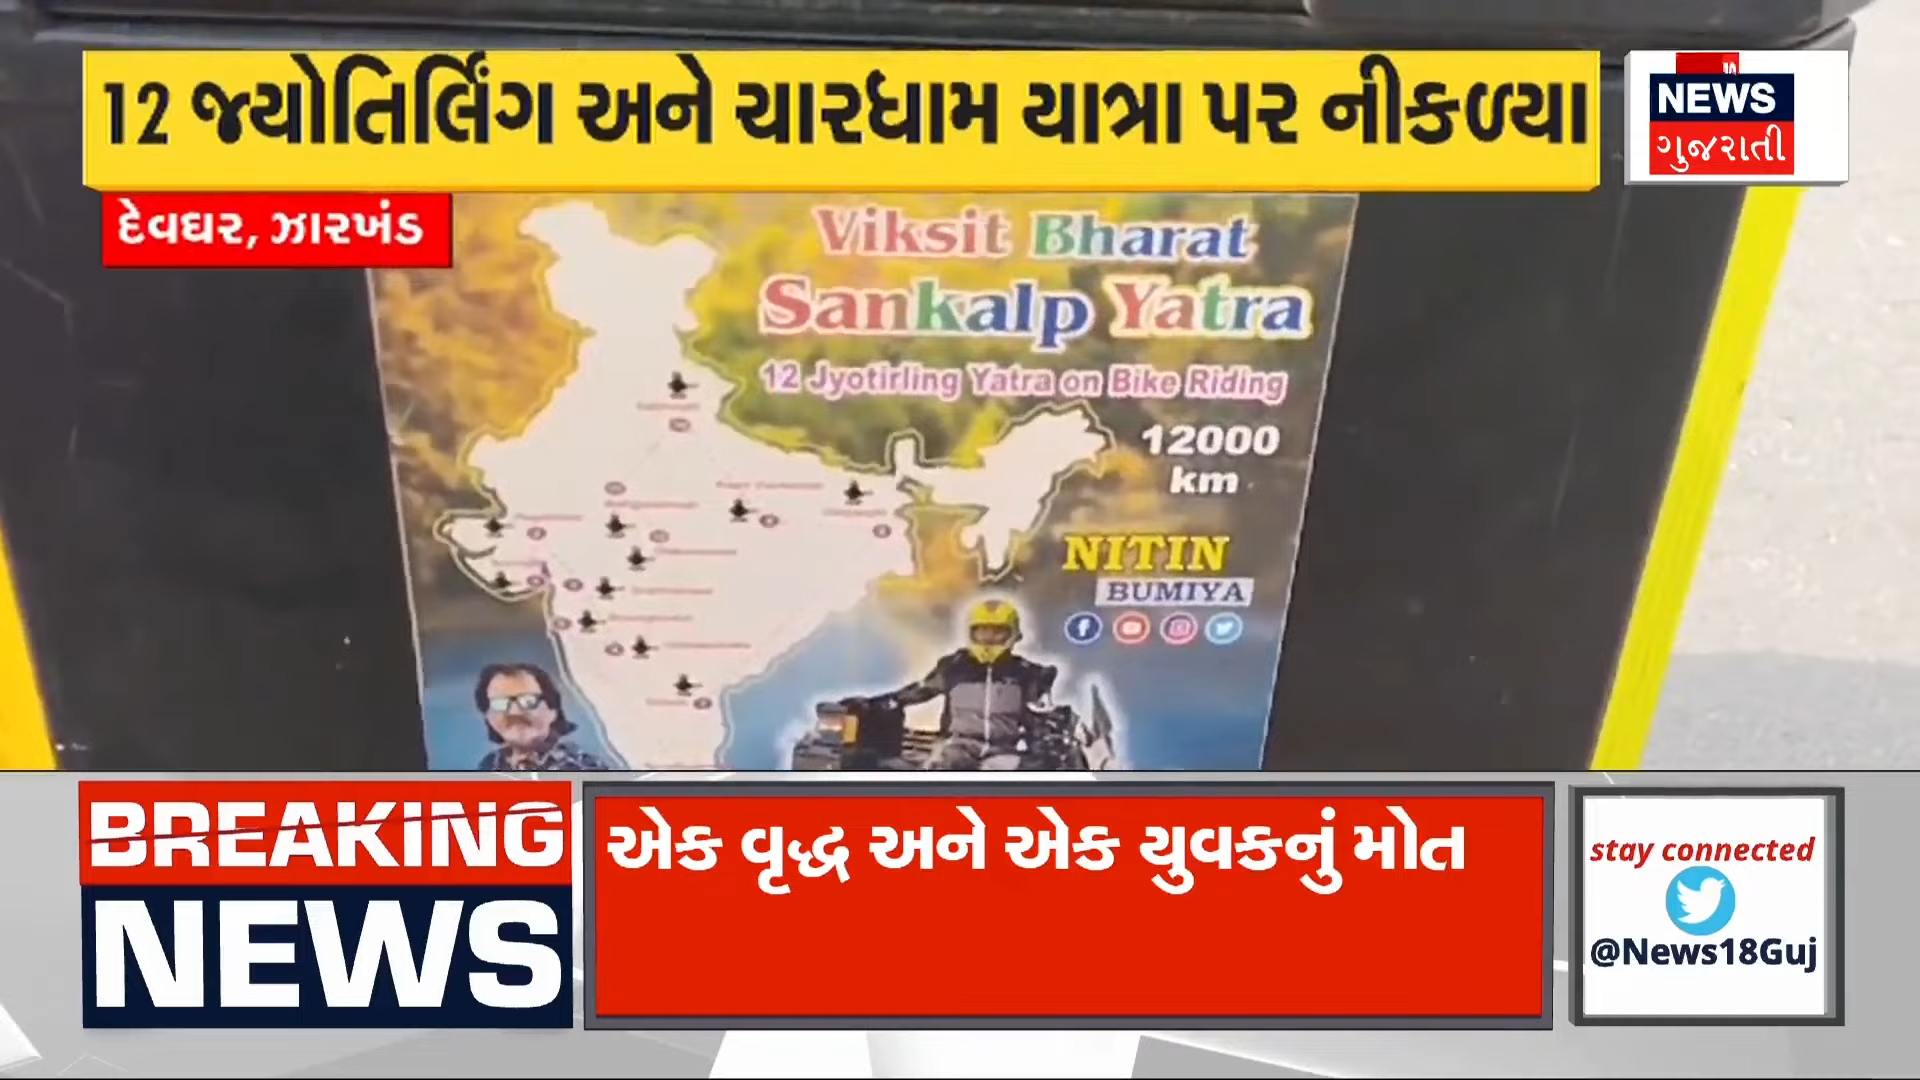 12 જ્યોતિર્લિંગ અને ચારધામ યાત્રા પર નીકળ્યા
18
NEWS
ગુજરાતી
દેવઘર, ઝારખંડ
Viksit Bharat
Sankalp Yatra
12 Jyotirling Yatra on Bike Riding
12000
km
NITIN
BUMIYA
BREAKING
NEWS
એક વૃદ્ધ અને એક યુવકનું મોત
stay connected
@News18Guj